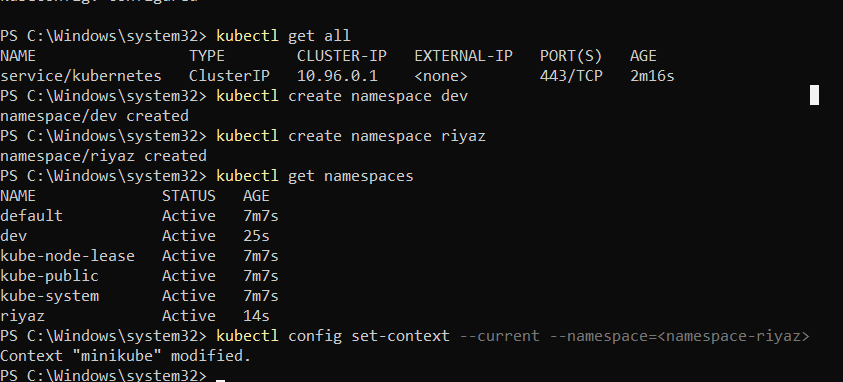 PS C:\Windows\system32> kubectl get all
NAME TYPE CLUSTER-IP EXTERNAL-IP PORT(S) AGE
service/kubernetes ClusterIP 10.96.0.1 <none> 443/TCP 2m16s
PS C:\Windows\system32> kubectl create namespace dev
namespace/dev created
PS C:\Windows\system32> kubectl create namespace riyaz
namespace/riyaz created
PS C:\Windows\system32> kubectl get namespaces
NAME STATUS AGE
default Active 7m7s
dev Active 25s
kube-node-lease Active 7m7s
kube-public Active 7m7s
kube-system Active 7m7s
riyaz Active 14s
PS C:\Windows\system32> kubectl config set-context --current --namespace=<namespace-riyaz>
Context "minikube" modified.
PS C:\Windows\system32>